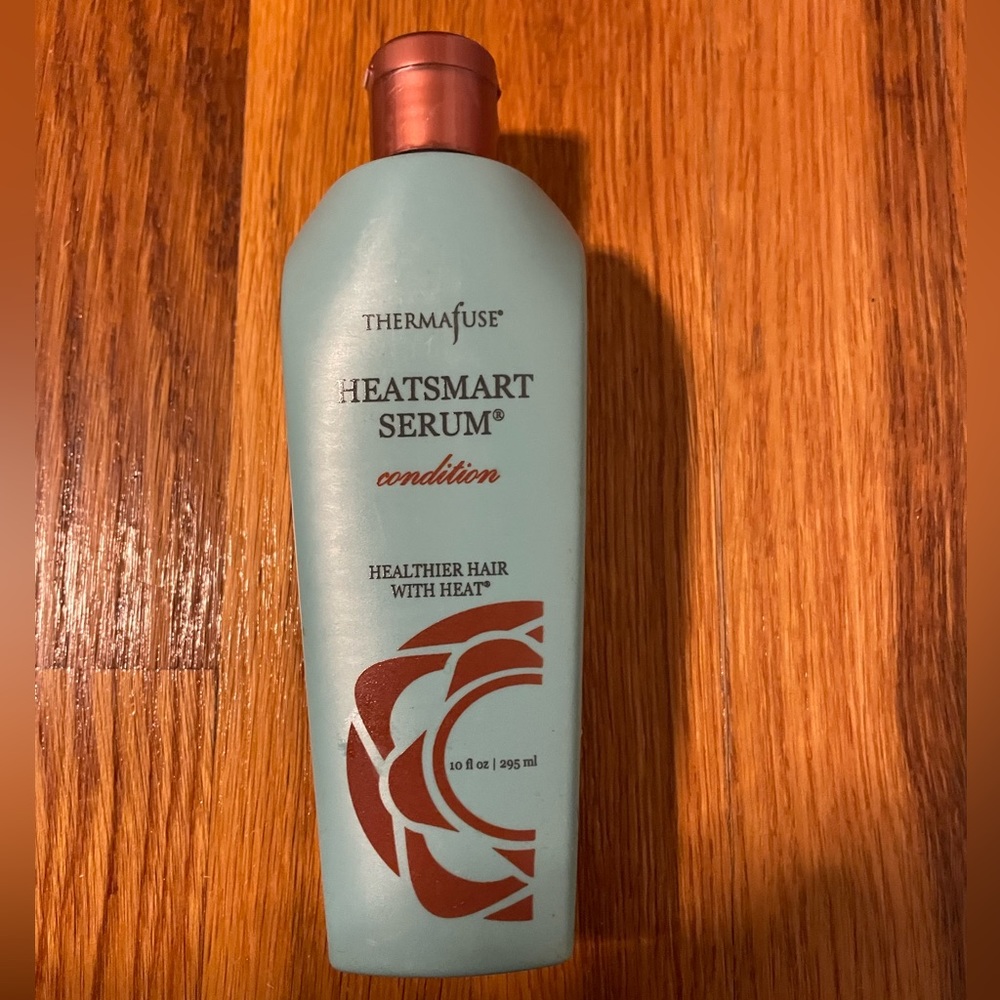 THERMAfUSE®
HEATSMART
SERUM®
condition
HEALTHIER HAIR
WITH HEAT®
10 fl oz | 295 ml